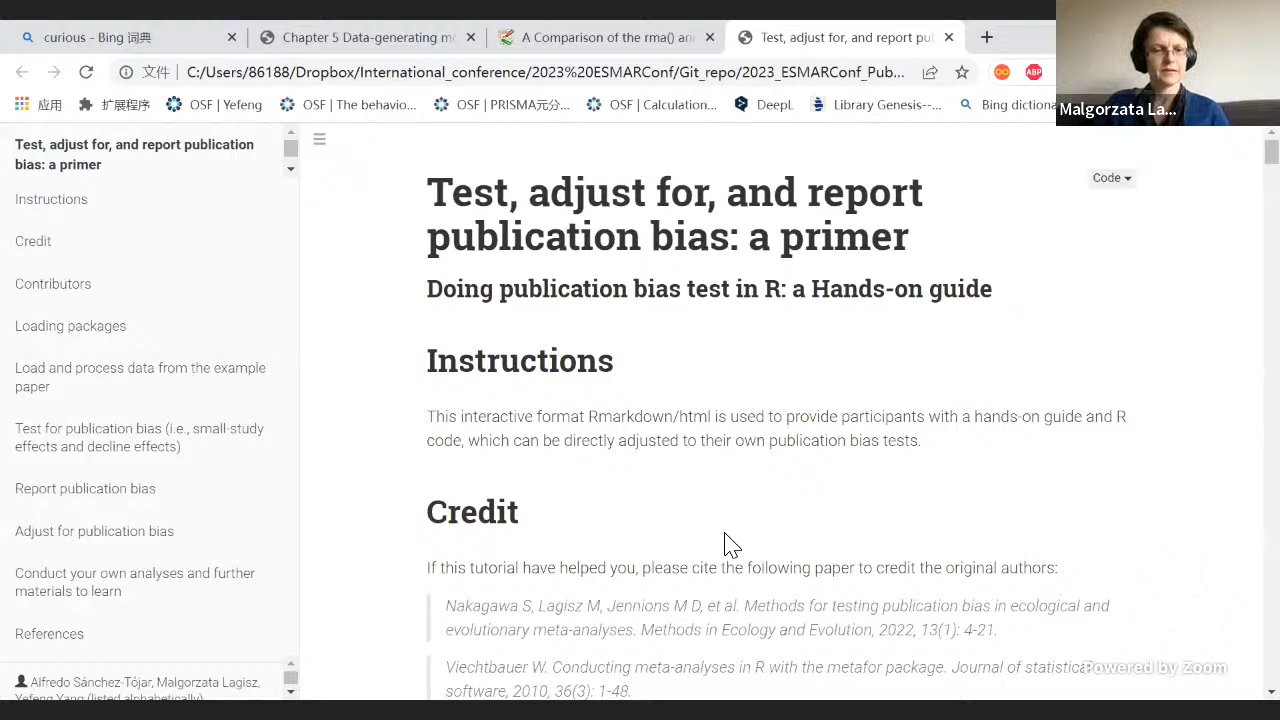 curious - Bing 词典
Chapter 5 Data-generating mo
A Comparison of the rma() an
Test, adjust for, and report pu
文件 C:/Users/86188/Dropbox/International_conference/2023%20ESMARConf/Git_repo/2023_ESMARConf_Pub...
应用 扩展程序 OSF | Yefeng OSF | The behavio... OSF | PRISMA元分... OSF | Calculation... DeepL Library Genesis--... Bing dictiona
ABP
Malgorzata La...
Test, adjust for, and report publication
bias: a primer
Instructions
Credit
Contributors
Loading packages
Load and process data from the example
paper
Test for publication bias (i.e., small-study
effects and decline effects)
Report publication bias
Adjust for publication bias
Conduct your own analyses and further
materials to learn
References
Alfredo Sánchez-Tójar, Malgorzata Lagisz,
Yefeng Yang (listed alphabetically)
Code
Test, adjust for, and report
publication bias: a primer
Doing publication bias test in R: a Hands-on guide
Instructions
This interactive format Rmarkdown/html is used to provide participants with a hands-on guide and R
code, which can be directly adjusted to their own publication bias tests.
Credit
If this tutorial have helped you, please cite the following paper to credit the original authors:
Nakagawa S, Lagisz M, Jennions M D, et al. Methods for testing publication bias in ecological and
evolutionary meta-analyses. Methods in Ecology and Evolution, 2022, 13(1): 4-21.
Viechtbauer W. Conducting meta-analyses in R with the metafor package. Journal of statistica
software, 2010, 36(3): 1-48.
Powered by Zoom